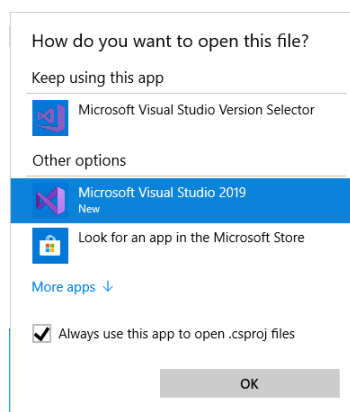 How do you want to open this file?
Keep using this app
Microsoft Visual Studio Version Selector
Other options
Microsoft Visual Studio 2019
New
Look for an app in the Microsoft Store
More apps ↓
Always use this app to open .csproj files
OK